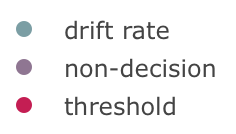 drift rate
non-decision
threshold